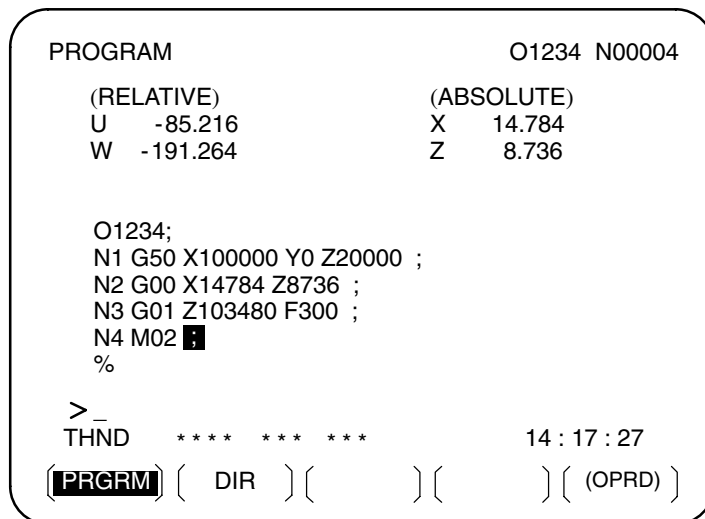 PROGRAM O1234 N00004
(RELATIVE) (ABSOLUTE)
U -85.216 X 14.784
W -191.264 Z 8.736
O1234;
N1 G50 X100000 Y0 Z20000 ;
N2 G00 X14784 Z8736 ;
N3 G01 Z103480 F300 ;
N4 M02 ;
%
>_
THND **** *** *** 14 : 17 : 27
[PRGRM] [ DIR ] [ ] [ ] [ (OPRD) ]